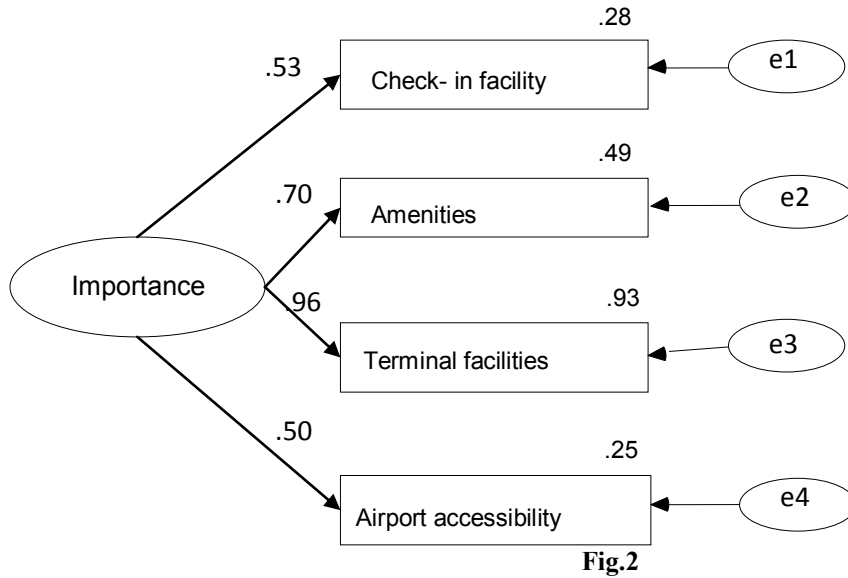 .28
.53
Check- in facility
e1
.49
.70
Amenities
e2
Importance
.96
.93
Terminal facilities
e3
.50
.25
Airport accessibility
e4
Fig.2